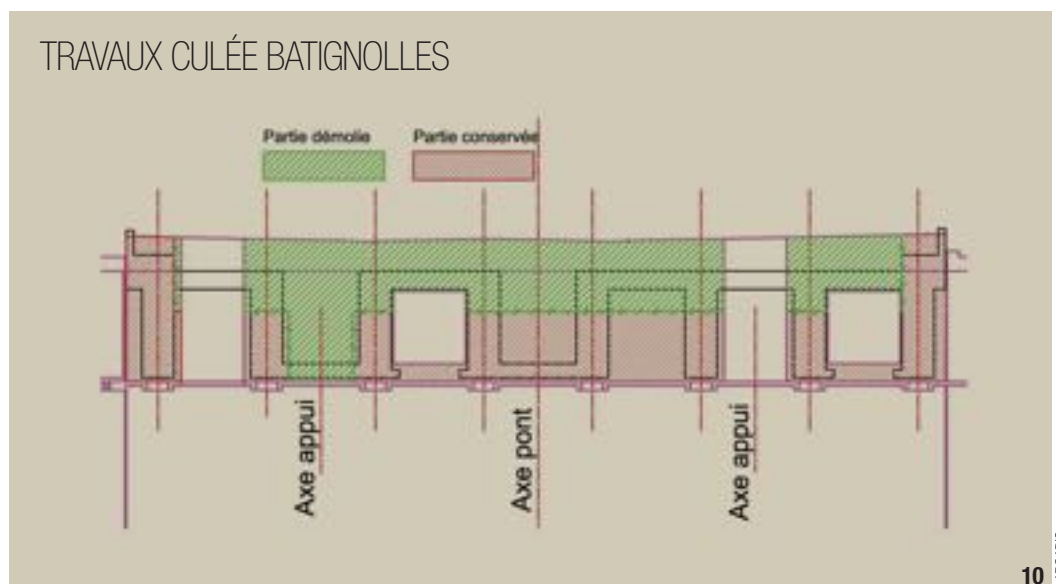 TRAVAUX CULÉE BATIGNOLLES
Partie démolie
Partie conservée
Axe appui
Axe pont
Axe appui
10